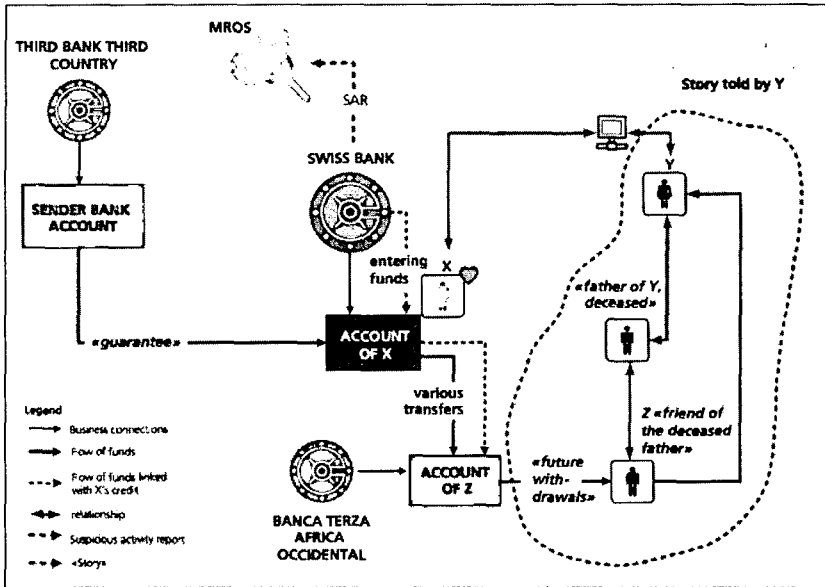 MROS
THIRD BANK THIRD
COUNTRY
SAR
Story told by Y
SWISS BANK
Y
SENDER BANK
ACCOUNT
entering
funds
X
«father of Y,
deceased»
«guarantee»
ACCOUNT
OF X
various
transfers
Z «friend of
the deceased
father»
Legend
Business connections
Flow of funds
Flow of funds linked
with X's credit
relationship
Suspicious activity report
«Story»
ACCOUNT
OF Z
«future
with-
drawals»
BANCA TERZA
AFRICA
OCCIDENTAL